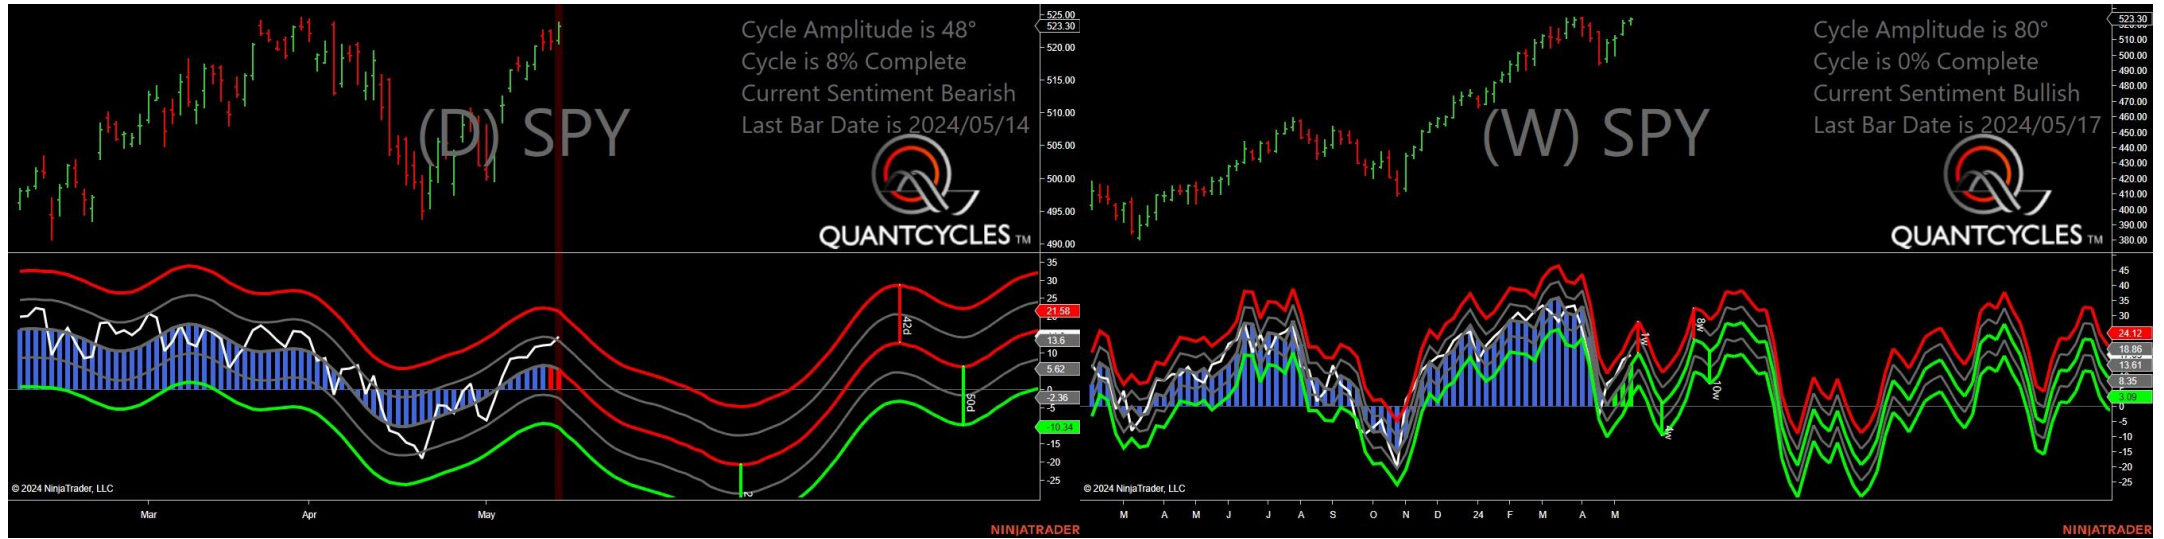 Cycle Amplitude is 48°
Cycle is 8% Complete
Current Sentiment Bearish
Last Bar Date is 2024/05/14
(D) SPY
QUANTCYCLES TM
525.00
523.30
520.00
515.00
510.00
505.00
500.00
495.00
490.00
35
30
25
21.58
13.6
10
5.62
0
-2.36
-5
-10.34
-15
-20
-25
42d
50d
2
© 2024 NinjaTrader, LLC
Mar Apr May
NINJATRADER
Cycle Amplitude is 80°
Cycle is 0% Complete
Current Sentiment Bullish
Last Bar Date is 2024/05/17
(W) SPY
QUANTCYCLES TM
523.30
510.00
500.00
490.00
480.00
470.00
460.00
450.00
440.00
430.00
420.00
410.00
400.00
390.00
380.00
45
40
35
30
24.12
18.86
13.61
8.35
3.09
0
-5
-10
-15
-20
-25
1w
4w
8w
10w
© 2024 NinjaTrader, LLC
M A M J J A S O N D 24 F M A M
NINJATRADER